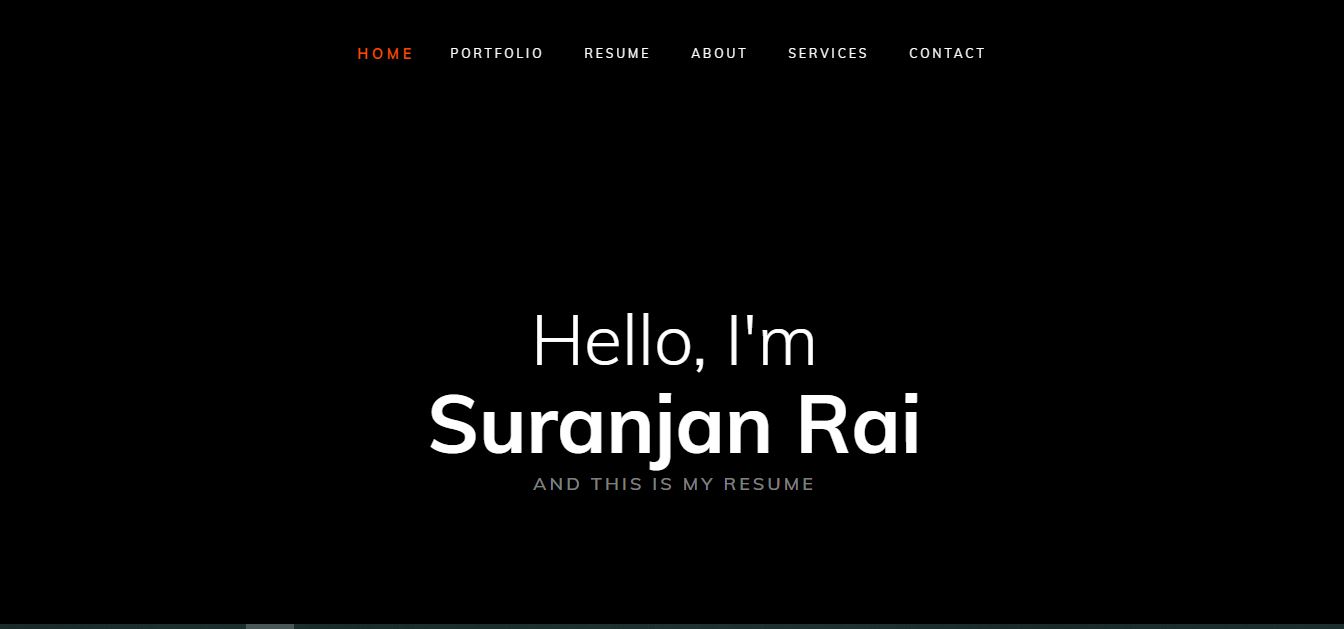 HOME PORTFOLIO RESUME ABOUT SERVICES CONTACT
Hello, I'm
Suranjan Rai
AND THIS IS MY RESUME